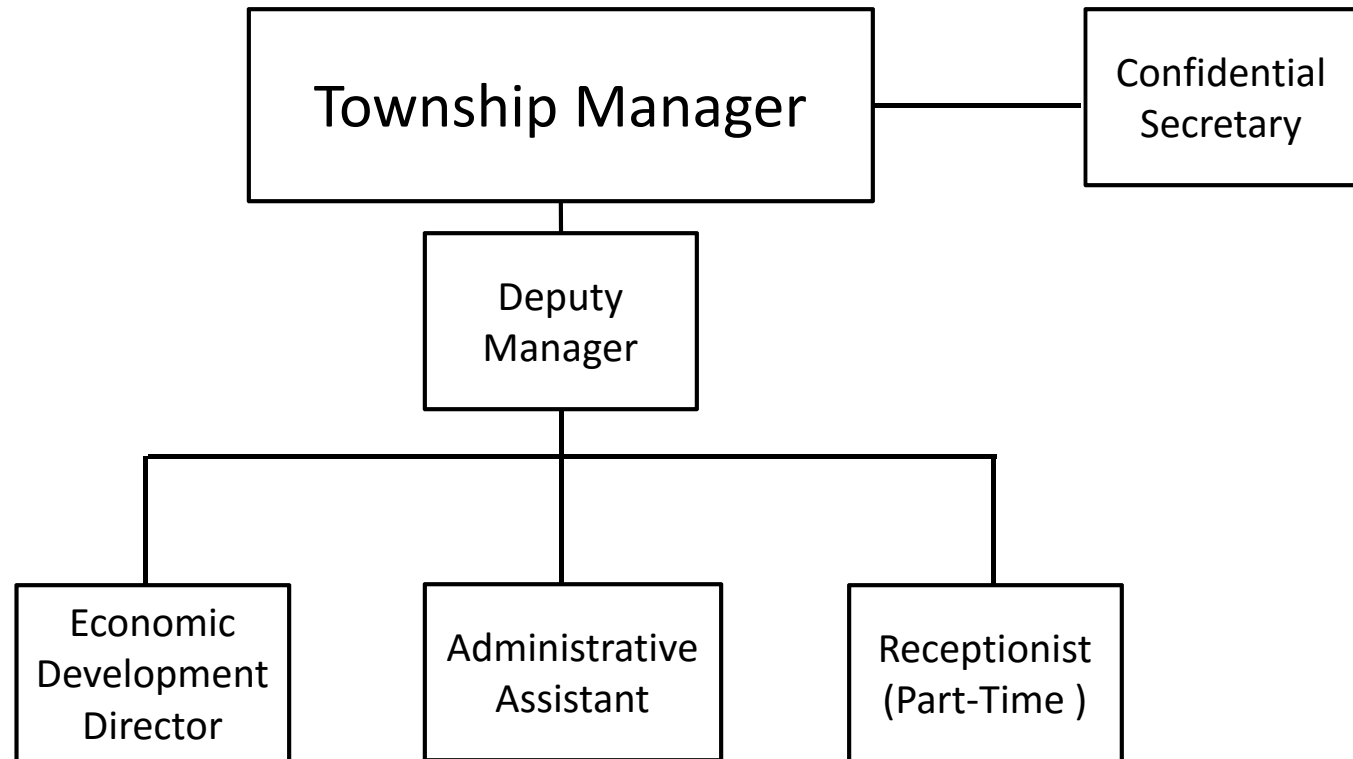 Township Manager
Confidential
Secretary
Deputy
Manager
Economic
Development
Director
Administrative
Assistant
Receptionist
(Part-Time )